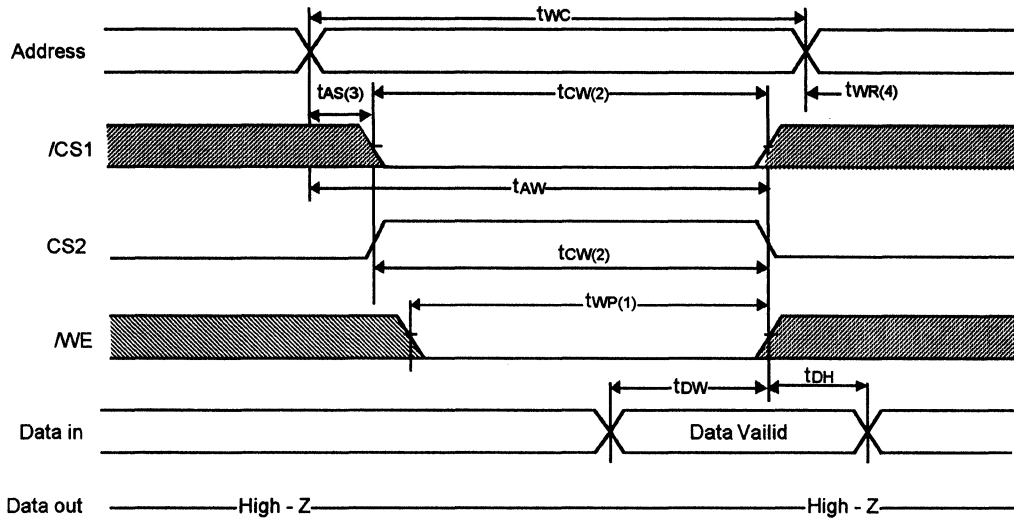 tWC
Address
tAS(3)
tCW(2)
tWR(4)
/CS1
tAW
CS2
tCW(2)
tWP(1)
/WE
tDW
tDH
Data in
Data Vailid
Data out
High - Z
High - Z